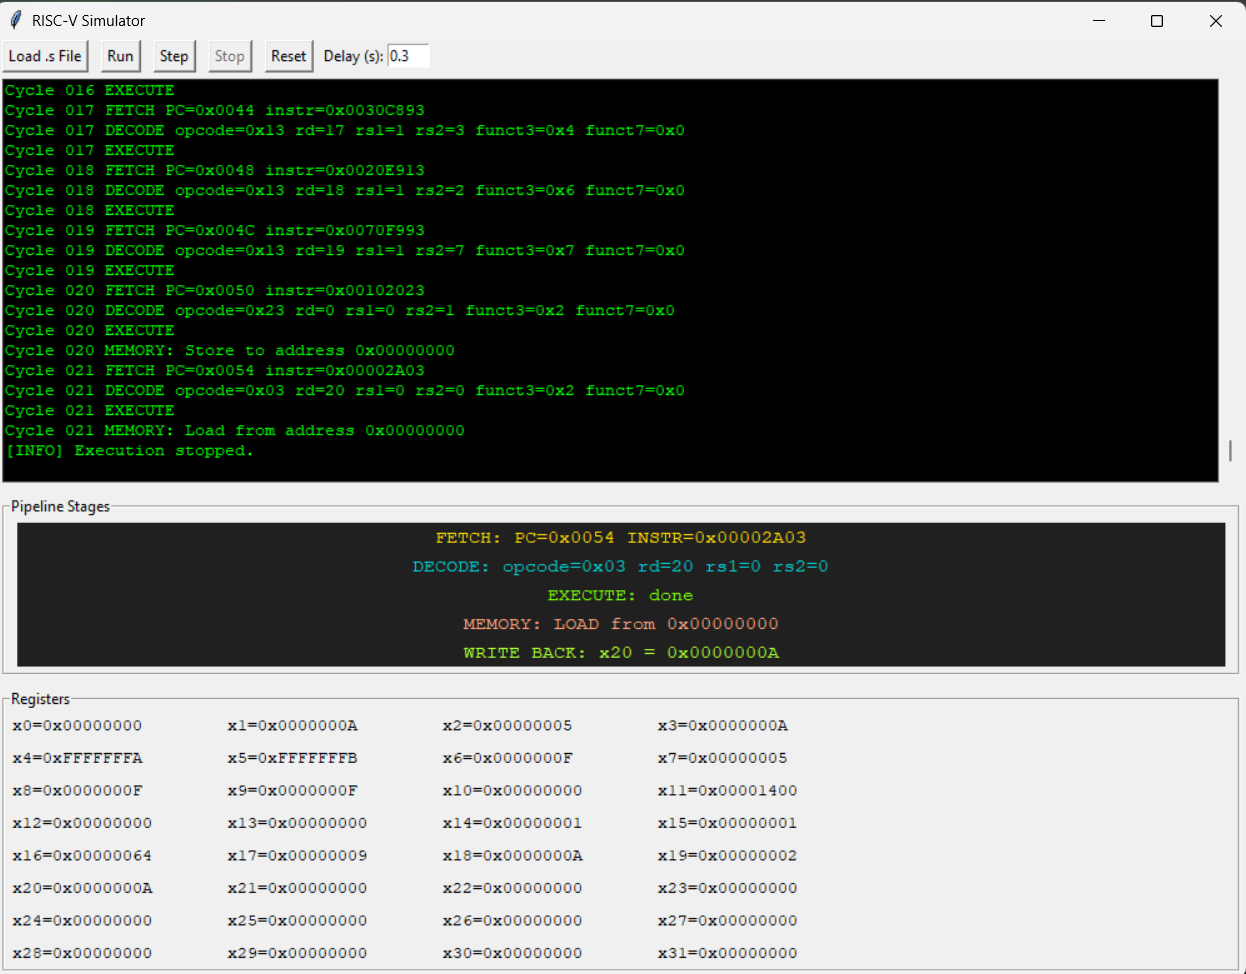 RISC-V Simulator
Load .s File Run Step Stop Reset Delay (s): 0.3
Cycle 016 EXECUTE
Cycle 017 FETCH PC=0x0044 instr=0x0030C893
Cycle 017 DECODE opcode=0x13 rd=17 rs1=1 rs2=3 funct3=0x4 funct7=0x0
Cycle 017 EXECUTE
Cycle 018 FETCH PC=0x0048 instr=0x0020E913
Cycle 018 DECODE opcode=0x13 rd=18 rs1=1 rs2=2 funct3=0x6 funct7=0x0
Cycle 018 EXECUTE
Cycle 019 FETCH PC=0x004C instr=0x0070F993
Cycle 019 DECODE opcode=0x13 rd=19 rs1=1 rs2=7 funct3=0x7 funct7=0x0
Cycle 019 EXECUTE
Cycle 020 FETCH PC=0x0050 instr=0x00102023
Cycle 020 DECODE opcode=0x23 rd=0 rs1=0 rs2=1 funct3=0x2 funct7=0x0
Cycle 020 EXECUTE
Cycle 020 MEMORY: Store to address 0x00000000
Cycle 021 FETCH PC=0x0054 instr=0x00002A03
Cycle 021 DECODE opcode=0x03 rd=20 rs1=0 rs2=0 funct3=0x2 funct7=0x0
Cycle 021 EXECUTE
Cycle 021 MEMORY: Load from address 0x00000000
[INFO] Execution stopped.
Pipeline Stages
FETCH: PC=0x0054 INSTR=0x00002A03
DECODE: opcode=0x03 rd=20 rs1=0 rs2=0
EXECUTE: done
MEMORY: LOAD from 0x00000000
WRITE BACK: x20 = 0x0000000A
Registers
x0=0x00000000 x1=0x0000000A x2=0x00000005 x3=0x0000000A
x4=0xFFFFFFFA x5=0xFFFFFFFB x6=0x0000000F x7=0x00000005
x8=0x0000000F x9=0x0000000F x10=0x00000000 x11=0x00001400
x12=0x00000000 x13=0x00000000 x14=0x00000001 x15=0x00000001
x16=0x00000064 x17=0x00000009 x18=0x0000000A x19=0x00000002
x20=0x0000000A x21=0x00000000 x22=0x00000000 x23=0x00000000
x24=0x00000000 x25=0x00000000 x26=0x00000000 x27=0x00000000
x28=0x00000000 x29=0x00000000 x30=0x00000000 x31=0x00000000